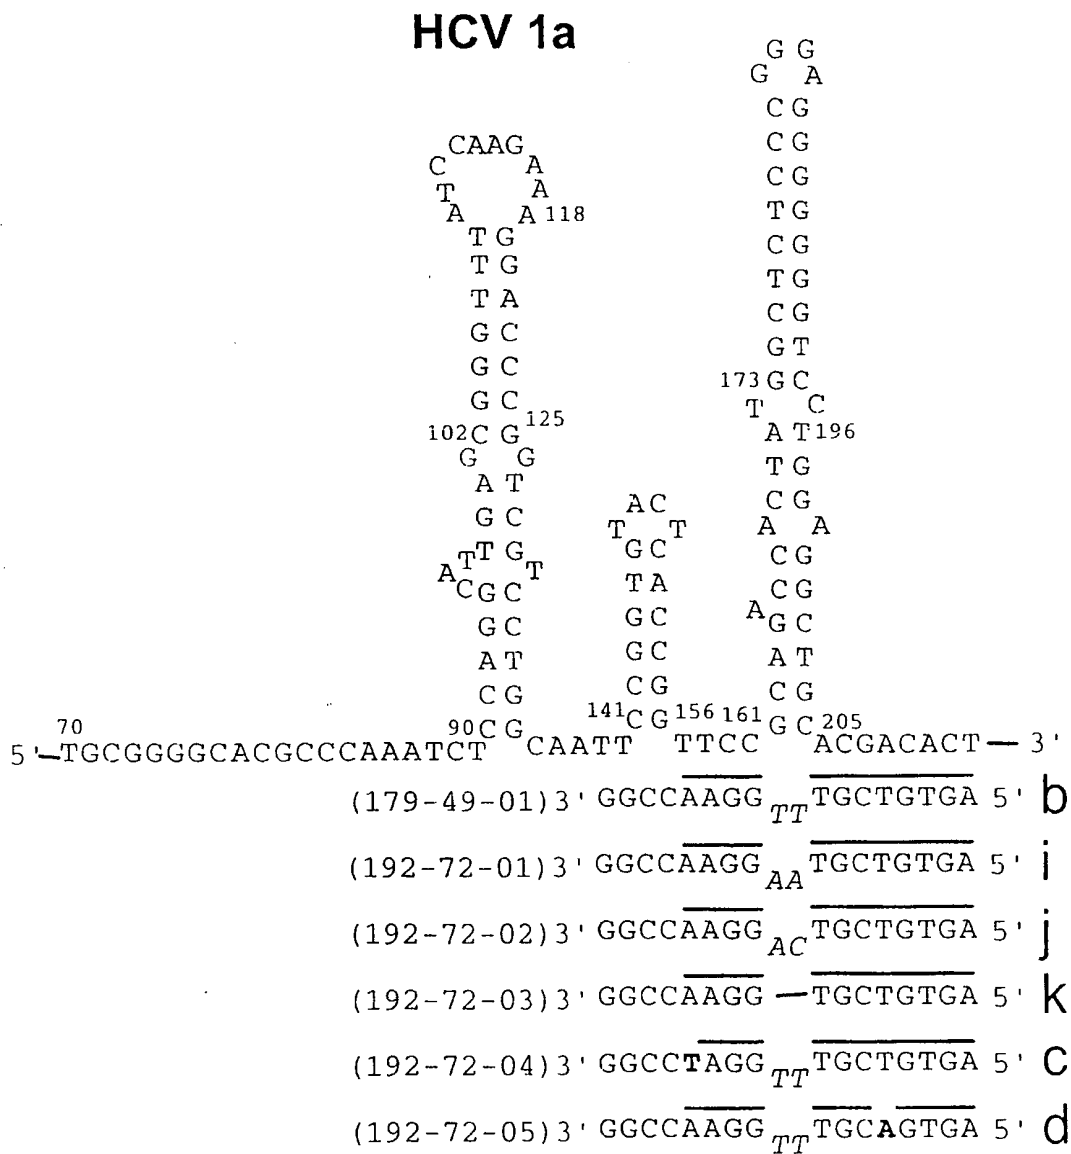 HCV 1a
G G
G A
C G
C G
CCAAG
C G
A
T G
T A
A A 118
C G
T G
T G
T G
T A
C G
G C
G T
G C
173 G C
G C
T C
102 C G 125
A T 196
G G
T G
A T
A C
C G
G C
T T
A A
T T G
G C
C G
A C G C T
T A
C G
G C
G C
A G C
A T
G C
A T
C G
C G
C G
70
90 C G
141 C G 156
161 G C 205
5'—TGCGGGGCACGCCCAAATCT CAATT TTCC ACGACACT—3'
(179-49-01)3' GGCCAAGG TT TGCTGTGA 5' b
(192-72-01)3' GGCCAAGG AA TGCTGTGA 5' i
(192-72-02)3' GGCCAAGG AC TGCTGTGA 5' j
(192-72-03)3' GGCCAAGG — TGCTGTGA 5' k
(192-72-04)3' GGCCTAGG TT TGCTGTGA 5' c
(192-72-05)3' GGCCAAGG TT TGCAGTGA 5' d